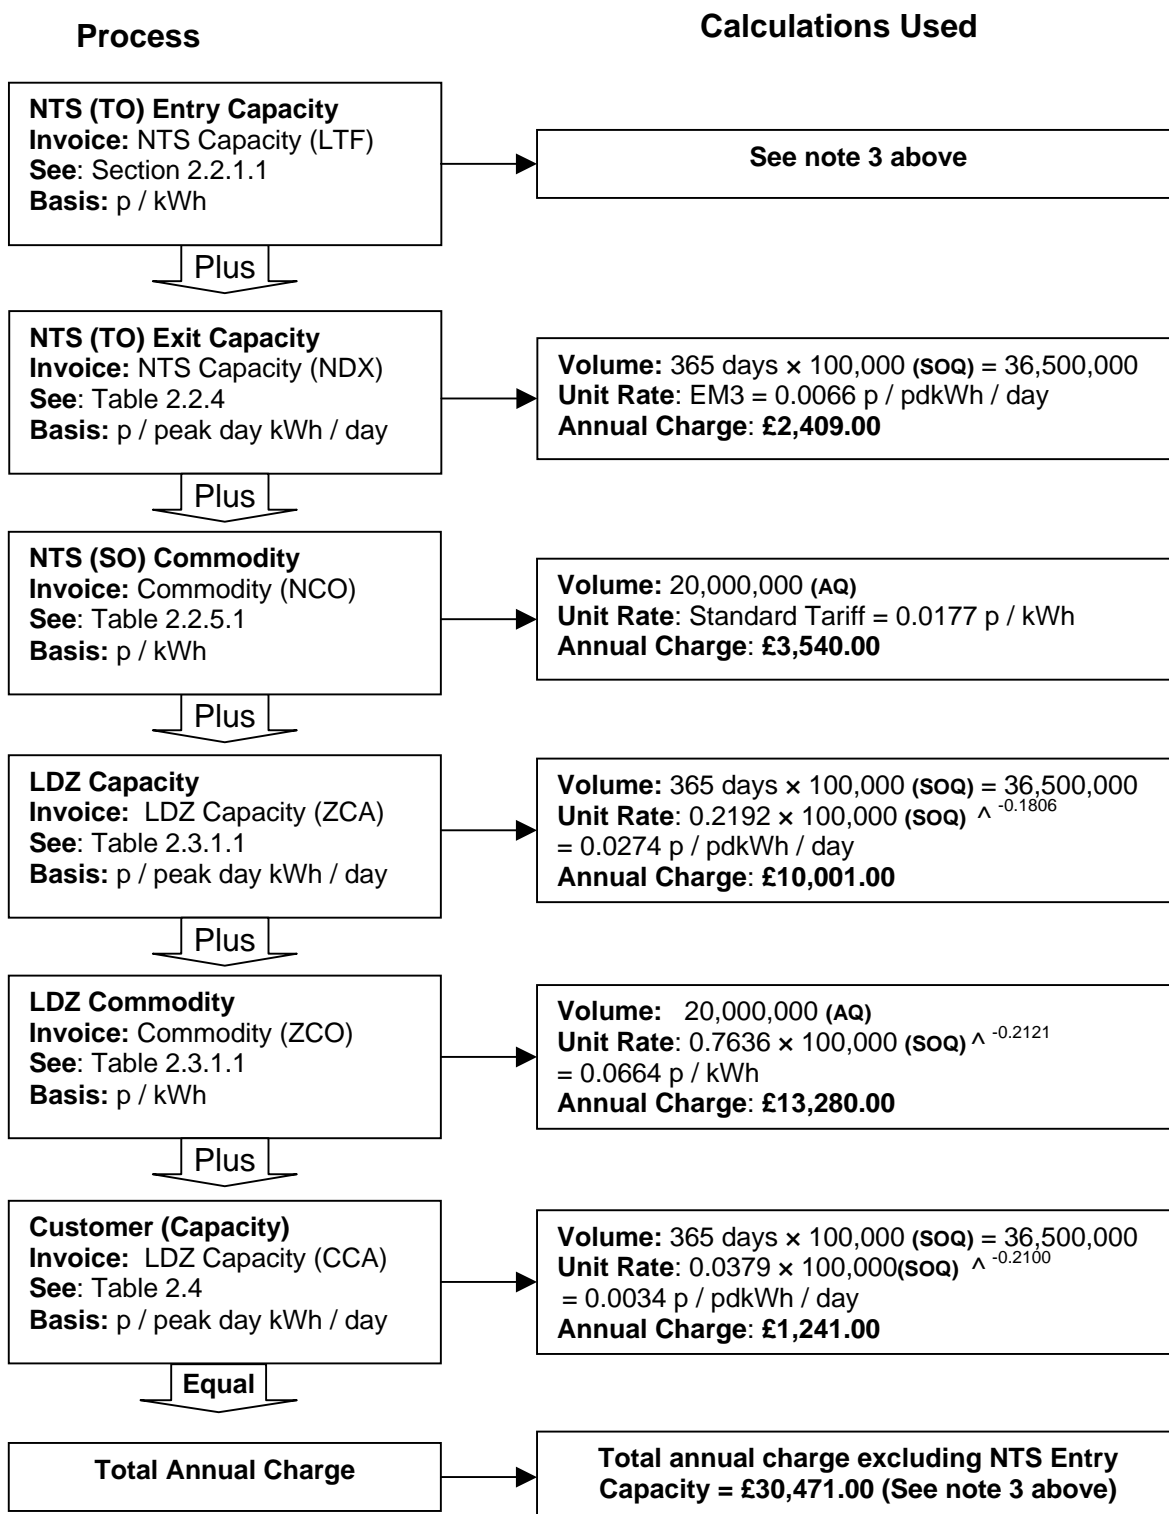 Process
Calculations Used
NTS (TO) Entry Capacity
Invoice: NTS Capacity (LTF)
See: Section 2.2.1.1
Basis: p / kWh
See note 3 above
Plus
NTS (TO) Exit Capacity
Invoice: NTS Capacity (NDX)
See: Table 2.2.4
Basis: p / peak day kWh / day
Volume: 365 days × 100,000 (SOQ) = 36,500,000
Unit Rate: EM3 = 0.0066 p / pdkWh / day
Annual Charge: £2,409.00
Plus
NTS (SO) Commodity
Invoice: Commodity (NCO)
See: Table 2.2.5.1
Basis: p / kWh
Volume: 20,000,000 (AQ)
Unit Rate: Standard Tariff = 0.0177 p / kWh
Annual Charge: £3,540.00
Plus
LDZ Capacity
Invoice: LDZ Capacity (ZCA)
See: Table 2.3.1.1
Basis: p / peak day kWh / day
Volume: 365 days × 100,000 (SOQ) = 36,500,000
Unit Rate: 0.2192 × 100,000 (SOQ) ^ -0.1806
= 0.0274 p / pdkWh / day
Annual Charge: £10,001.00
Plus
LDZ Commodity
Invoice: Commodity (ZCO)
See: Table 2.3.1.1
Basis: p / kWh
Volume: 20,000,000 (AQ)
Unit Rate: 0.7636 × 100,000 (SOQ) ^ -0.2121
= 0.0664 p / kWh
Annual Charge: £13,280.00
Plus
Customer (Capacity)
Invoice: LDZ Capacity (CCA)
See: Table 2.4
Basis: p / peak day kWh / day
Volume: 365 days × 100,000 (SOQ) = 36,500,000
Unit Rate: 0.0379 × 100,000(SOQ) ^ -0.2100
= 0.0034 p / pdkWh / day
Annual Charge: £1,241.00
Equal
Total Annual Charge
Total annual charge excluding NTS Entry
Capacity = £30,471.00 (See note 3 above)